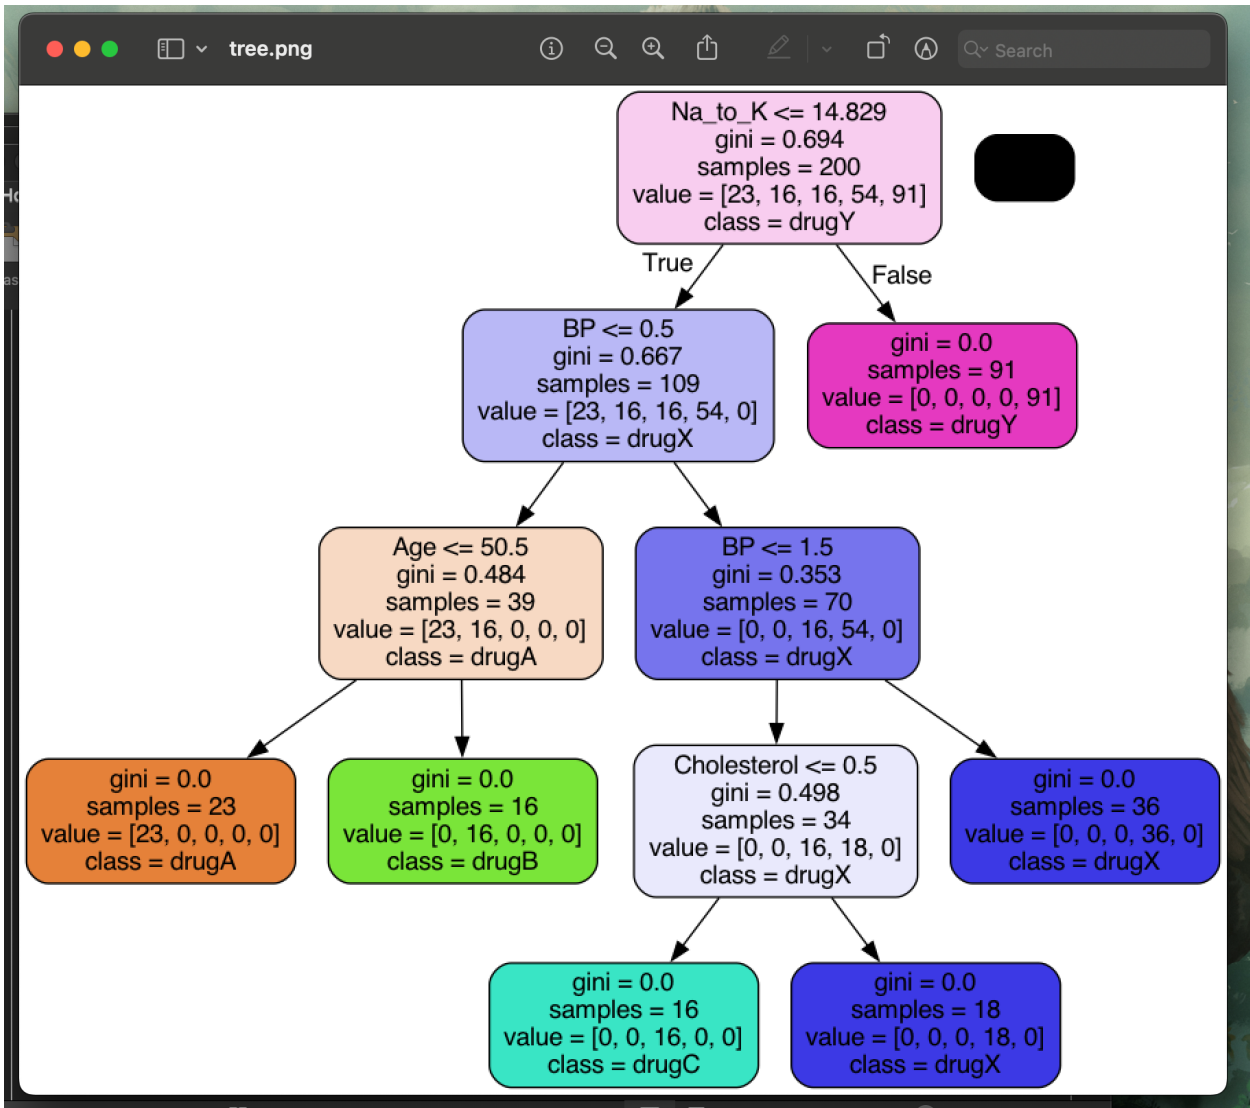 tree.png
Search
Na_to_K <= 14.829
gini = 0.694
samples = 200
value = [23, 16, 16, 54, 91]
class = drugY
True
False
BP <= 0.5
gini = 0.667
samples = 109
value = [23, 16, 16, 54, 0]
class = drugX
gini = 0.0
samples = 91
value = [0, 0, 0, 0, 91]
class = drugY
Age <= 50.5
gini = 0.484
samples = 39
value = [23, 16, 0, 0, 0]
class = drugA
BP <= 1.5
gini = 0.353
samples = 70
value = [0, 0, 16, 54, 0]
class = drugX
gini = 0.0
samples = 23
value = [23, 0, 0, 0, 0]
class = drugA
gini = 0.0
samples = 16
value = [0, 16, 0, 0, 0]
class = drugB
Cholesterol <= 0.5
gini = 0.498
samples = 34
value = [0, 0, 16, 18, 0]
class = drugX
gini = 0.0
samples = 36
value = [0, 0, 0, 36, 0]
class = drugX
gini = 0.0
samples = 16
value = [0, 0, 16, 0, 0]
class = drugC
gini = 0.0
samples = 18
value = [0, 0, 0, 18, 0]
class = drugX